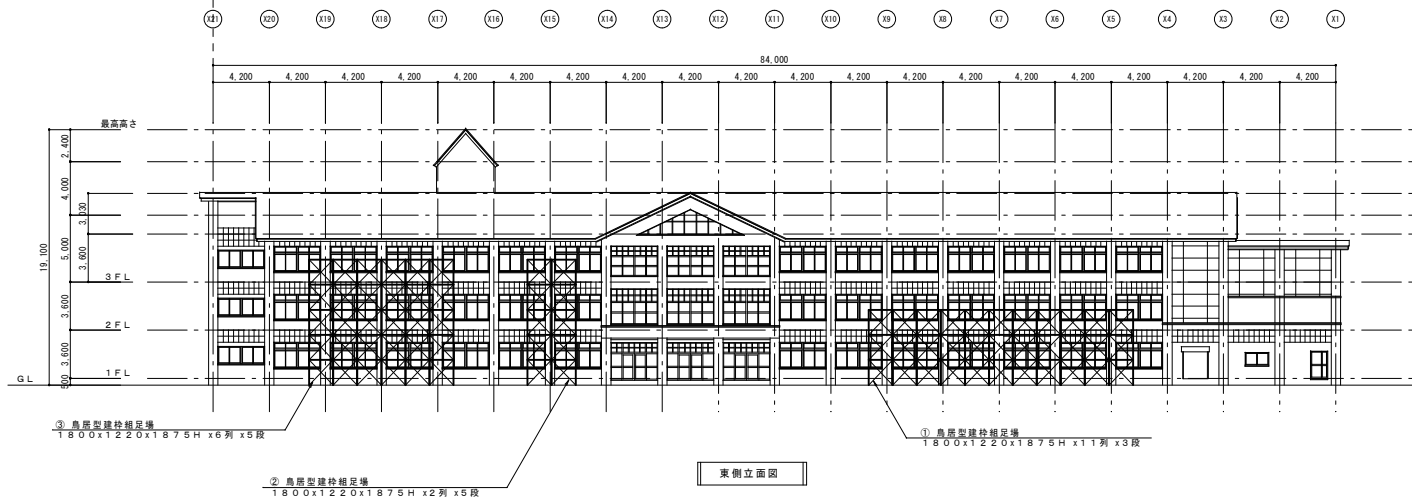 X21 X20 X19 X18 X17 X16 X15 X14 X13 X12 X11 X10 X9 X8 X7 X6 X5 X4 X3 X2 X1
84,000
4,200 4,200 4,200 4,200 4,200 4,200 4,200 4,200 4,200 4,200 4,200 4,200 4,200 4,200 4,200 4,200 4,200 4,200 4,200 4,200
最高高さ
2,400
4,000
3,030
19,100
5,000
3,600
3FL
3,600
2FL
3,600
1FL
GL
500
③ 鳥居型建枠組足場
1800x1220x1875H x6列 x5段
① 鳥居型建枠組足場
1800x1220x1875H x11列 x3段
② 鳥居型建枠組足場
1800x1220x1875H x2列 x5段
東側立面図